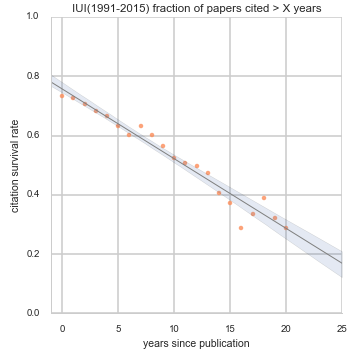 IUI(1991-2015) fraction of papers cited > X years
1.0
0.8
0.6
0.4
0.2
0.0
citation survival rate
0 5 10 15 20 25
years since publication